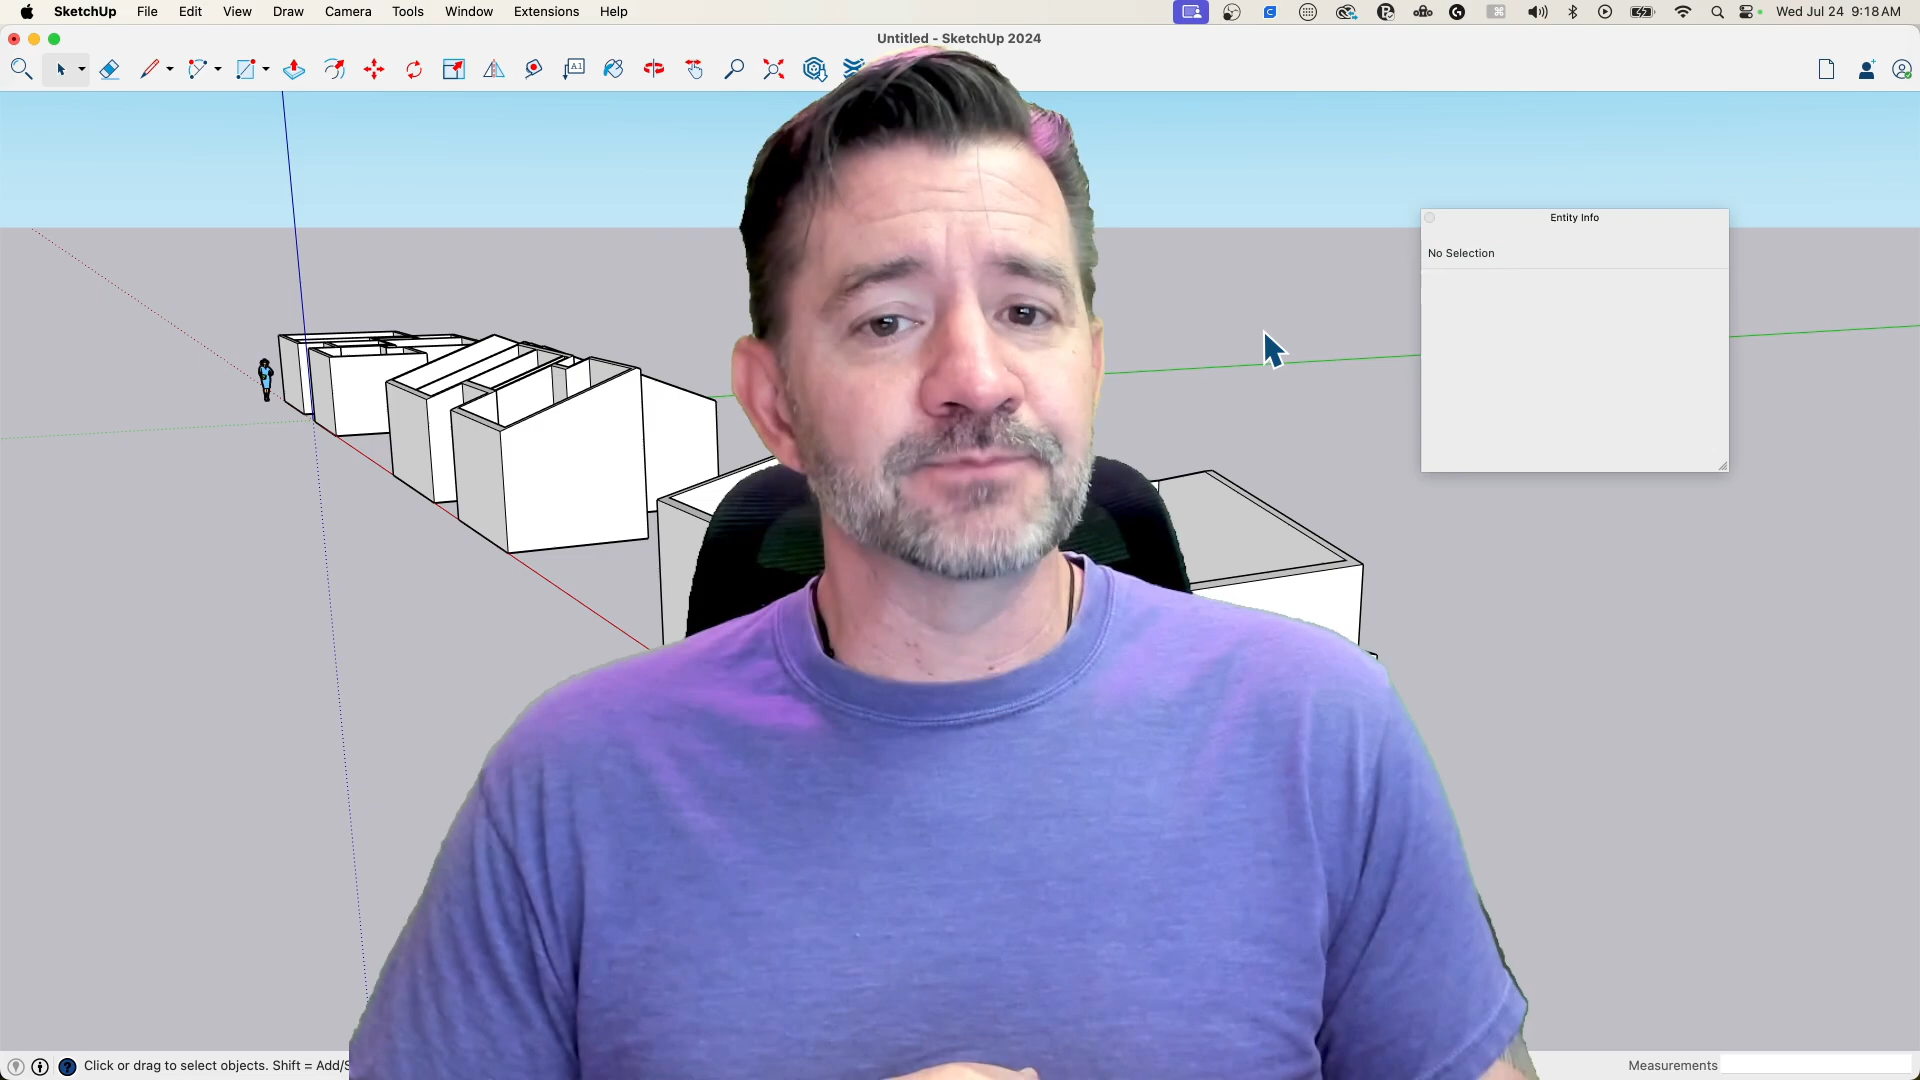 SketchUp File Edit View Draw Camera Tools Window Extensions Help
Wed Jul 24 9:18 AM
Untitled - SketchUp 2024
A1
Entity Info
No Selection
Click or drag to select objects. Shift = Add/S
Measurements